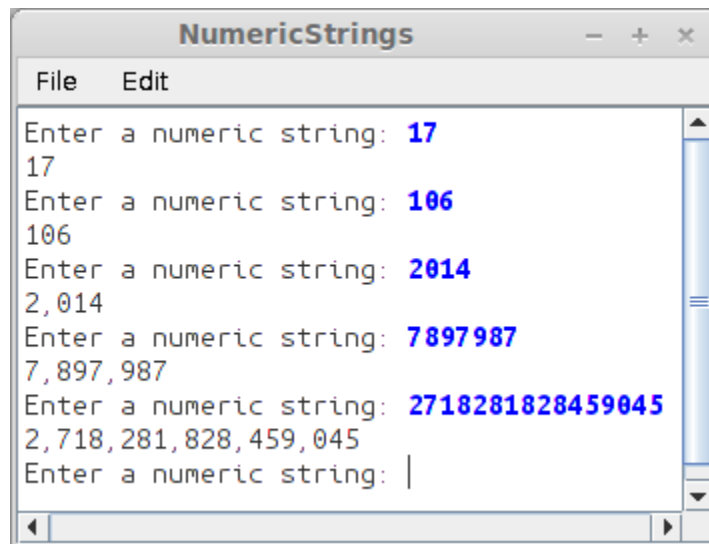 NumericStrings
File Edit
Enter a numeric string: 17
17
Enter a numeric string: 106
106
Enter a numeric string: 2014
2,014
Enter a numeric string: 7897987
7,897,987
Enter a numeric string: 2718281828459045
2,718,281,828,459,045
Enter a numeric string: